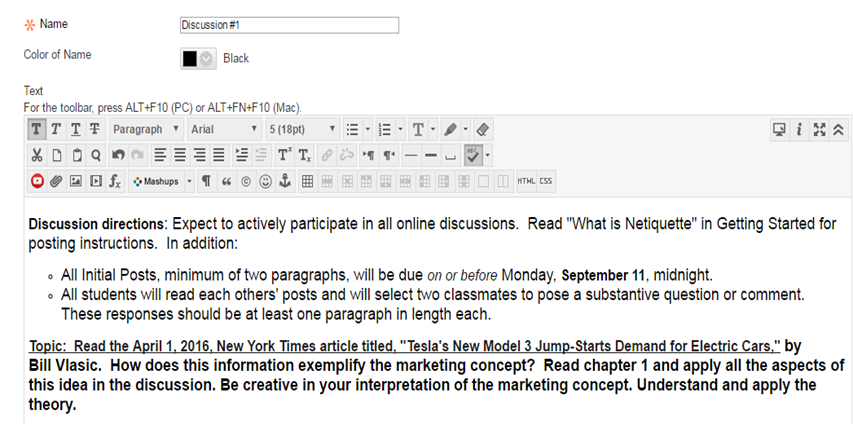 Name
Discussion #1
Color of Name
Black
Text
For the toolbar, press ALT+F10 (PC) or ALT+FN+F10 (Mac).
T T T T Paragraph Arial 5 (18pt) T
Tx Tx ABC
fx Mashups HTML CSS
Discussion directions: Expect to actively participate in all online discussions. Read "What is Netiquette" in Getting Started for
posting instructions. In addition:
All Initial Posts, minimum of two paragraphs, will be due on or before Monday, September 11, midnight.
All students will read each others' posts and will select two classmates to pose a substantive question or comment.
These responses should be at least one paragraph in length each.
Topic: Read the April 1, 2016, New York Times article titled, "Tesla's New Model 3 Jump-Starts Demand for Electric Cars," by
Bill Vlasic. How does this information exemplify the marketing concept? Read chapter 1 and apply all the aspects of
this idea in the discussion. Be creative in your interpretation of the marketing concept. Understand and apply the
theory.